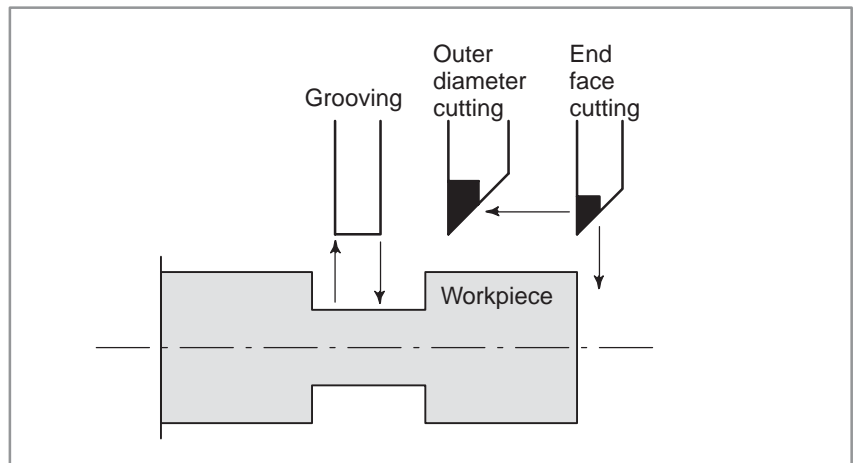 Grooving
Outer
diameter
cutting
End
face
cutting
Workpiece